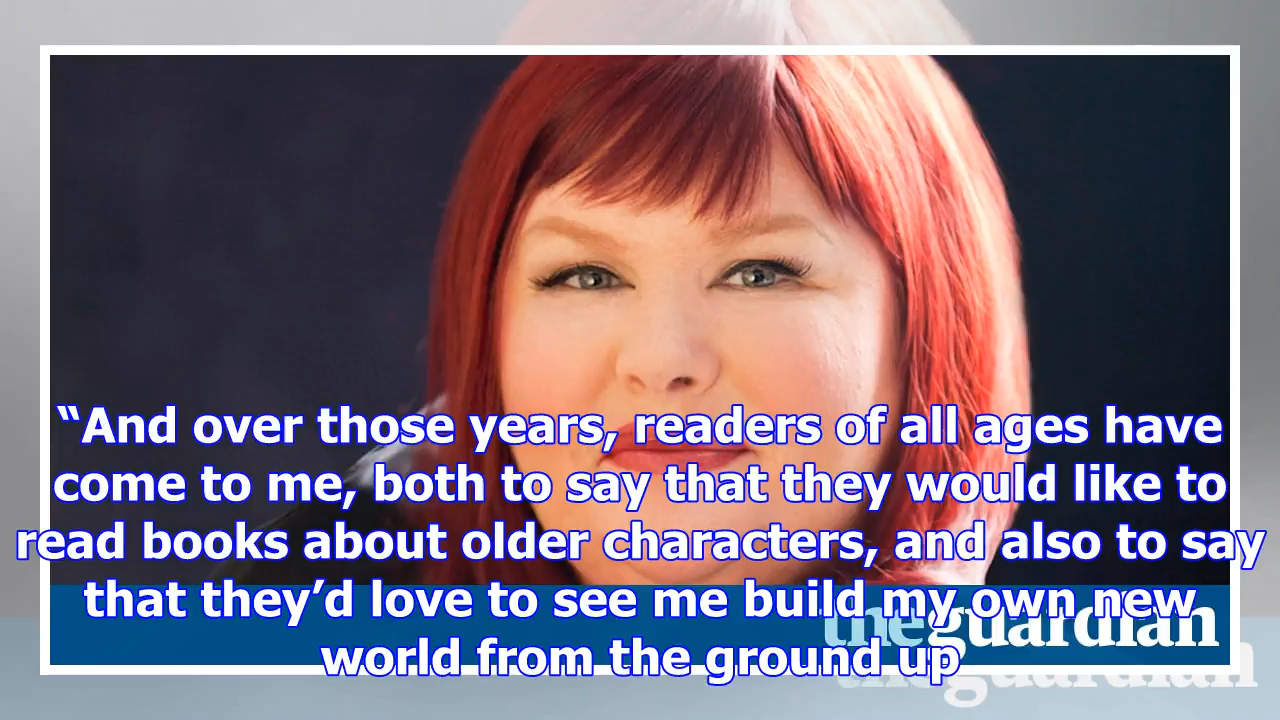 “And over those years, readers of all ages have
come to me, both to say that they would like to
read books about older characters, and also to say
that they’d love to see me build my own new
world from the ground up
theguardian
theguardian